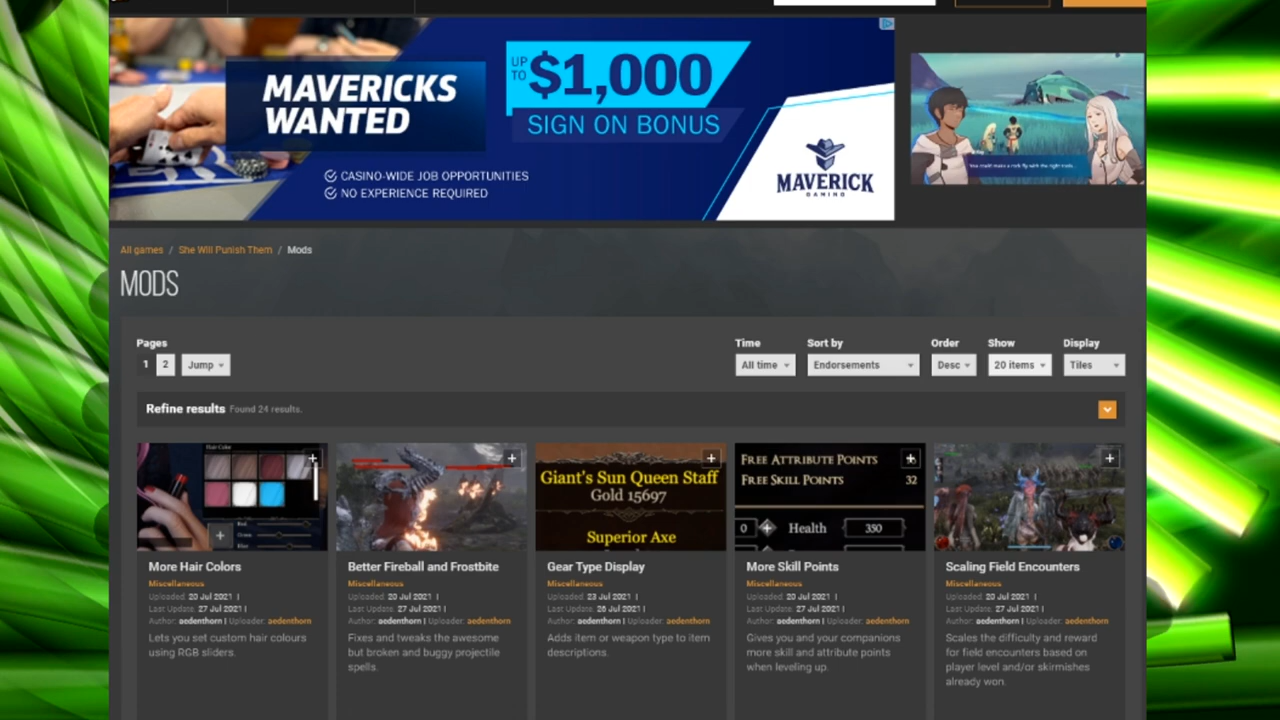 MAVERICKS
WANTED
UP
TO
$1,000
SIGN ON BONUS
CASINO-WIDE JOB OPPORTUNITIES
NO EXPERIENCE REQUIRED
MAVERICK
GAMING
You could make a rock fly with the right tools...
All games / She Will Punish Them / Mods
MODS
Pages
1 2 Jump
Time Sort by Order Show Display
All time Endorsements Desc 20 items Tiles
Refine results Found 24 results.
Hair Color
Giant's Sun Queen Staff
Gold 15697
Superior Axe
FREE ATTRIBUTE POINTS
FREE SKILL POINTS 32
0 Health 350
More Hair Colors
Miscellaneous
Uploaded: 20 Jul 2021 |
Last Update: 27 Jul 2021 |
Author: aedenthorn | Uploader: aedenthorn
Lets you set custom hair colours
using RGB sliders.
Better Fireball and Frostbite
Miscellaneous
Uploaded: 20 Jul 2021 |
Last Update: 27 Jul 2021 |
Author: aedenthorn | Uploader: aedenthorn
Fixes and tweaks the awesome
but broken and buggy projectile
spells.
Gear Type Display
Miscellaneous
Uploaded: 23 Jul 2021 |
Last Update: 26 Jul 2021 |
Author: aedenthorn | Uploader: aedenthorn
Adds item or weapon type to item
descriptions.
More Skill Points
Miscellaneous
Uploaded: 20 Jul 2021 |
Last Update: 27 Jul 2021 |
Author: aedenthorn | Uploader: aedenthorn
Gives you and your companions
more skill and attribute points
when leveling up.
Scaling Field Encounters
Miscellaneous
Uploaded: 20 Jul 2021 |
Last Update: 27 Jul 2021 |
Author: aedenthorn | Uploader: aedenthorn
Scales the difficulty and reward
for field encounters based on
player level and/or skirmishes
already won.